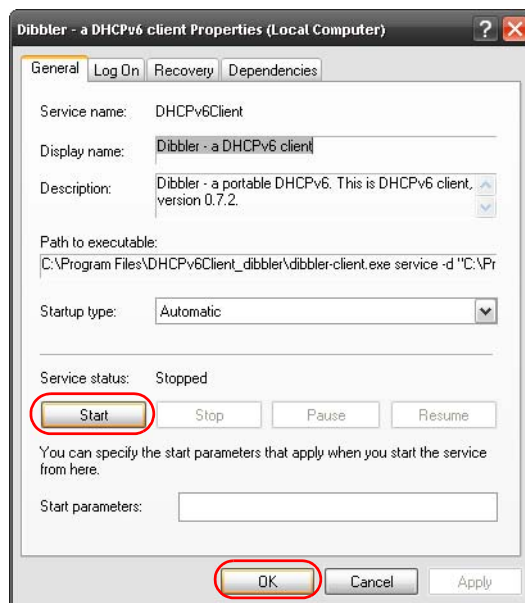 Dibbler - a DHCPv6 client Properties (Local Computer)
General Log On Recovery Dependencies
Service name: DHCPv6Client
Display name: Dibbler - a DHCPv6 client
Description: Dibbler - a portable DHCPv6. This is DHCPv6 client,
version 0.7.2.
Path to executable:
C:\Program Files\DHCPv6Client_dibbler\dibbler-client.exe service -d "C:\Pr
Startup type: Automatic
Service status: Stopped
Start Stop Pause Resume
You can specify the start parameters that apply when you start the service
from here.
Start parameters:
OK Cancel Apply